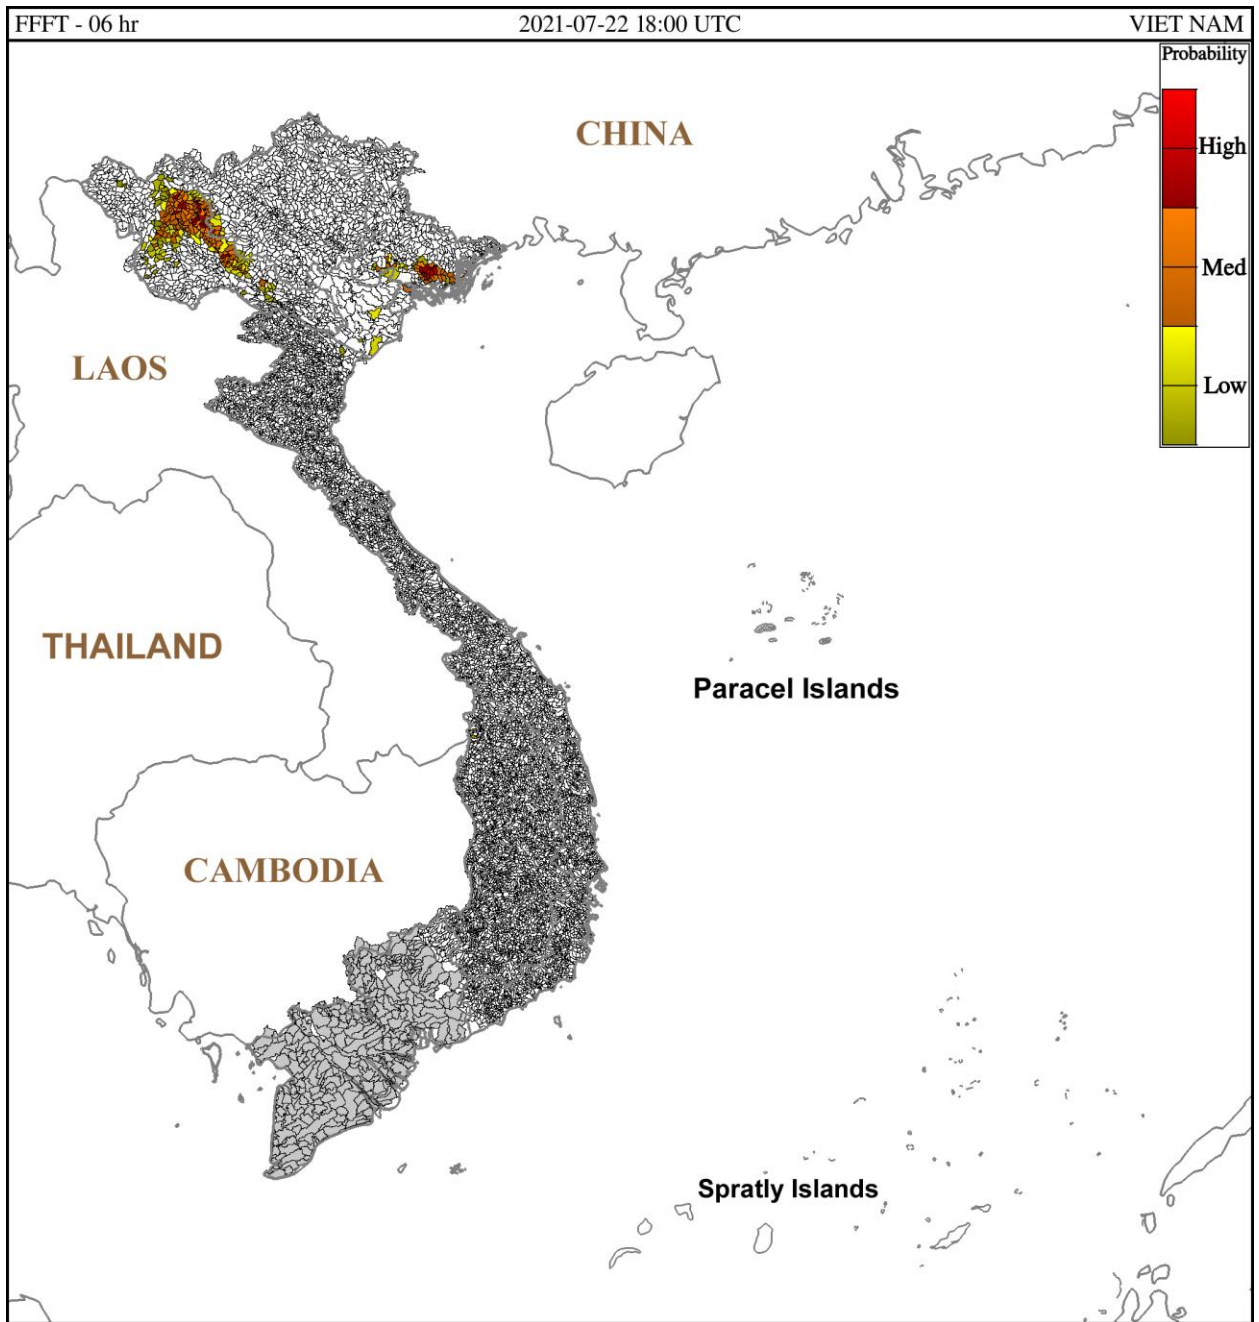 FFFT - 06 hr
2021-07-22 18:00 UTC
VIET NAM
Probability
High
Med
Low
CHINA
LAOS
THAILAND
Paracel Islands
CAMBODIA
Spratly Islands